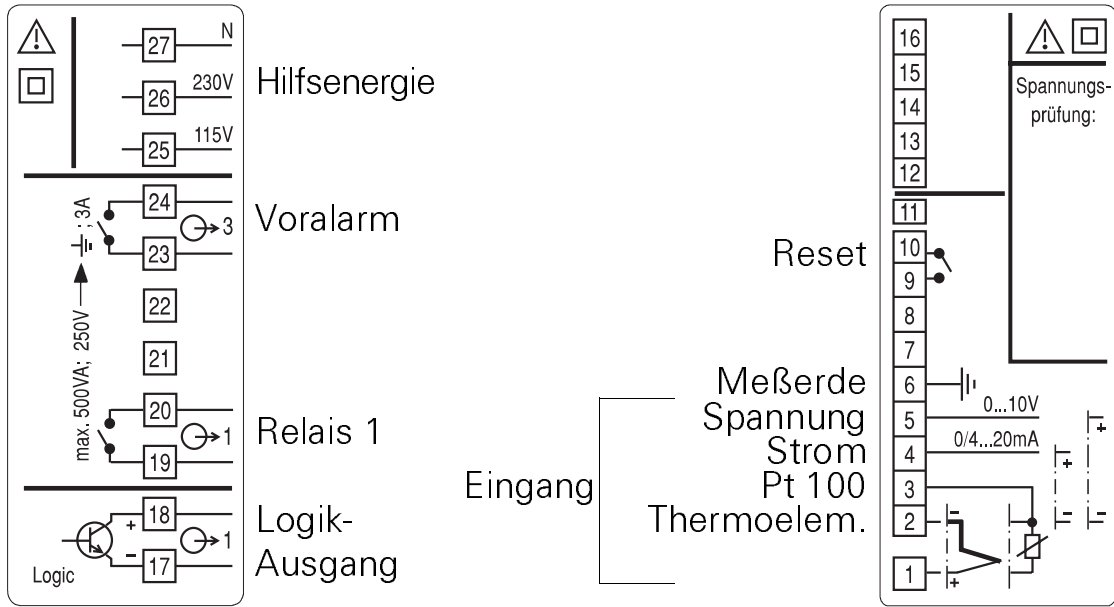 27 N
26 230V
25 115V
Hilfsenergie
24
23
3
Voralarm
max. 500VA; 250V ; 3A
22
21
20
19
1
Relais 1
18 +
17 –
1
Logic
Logik-
Ausgang
16
15
14
13
12
11
10
9
8
7
6
5 0...10V
4 0/4...20mA
3
2
1
Spannungs-
prüfung:
Reset
Meßerde
Spannung
Strom
Pt 100
Thermoelem.
Eingang
– +
+ –
+ –